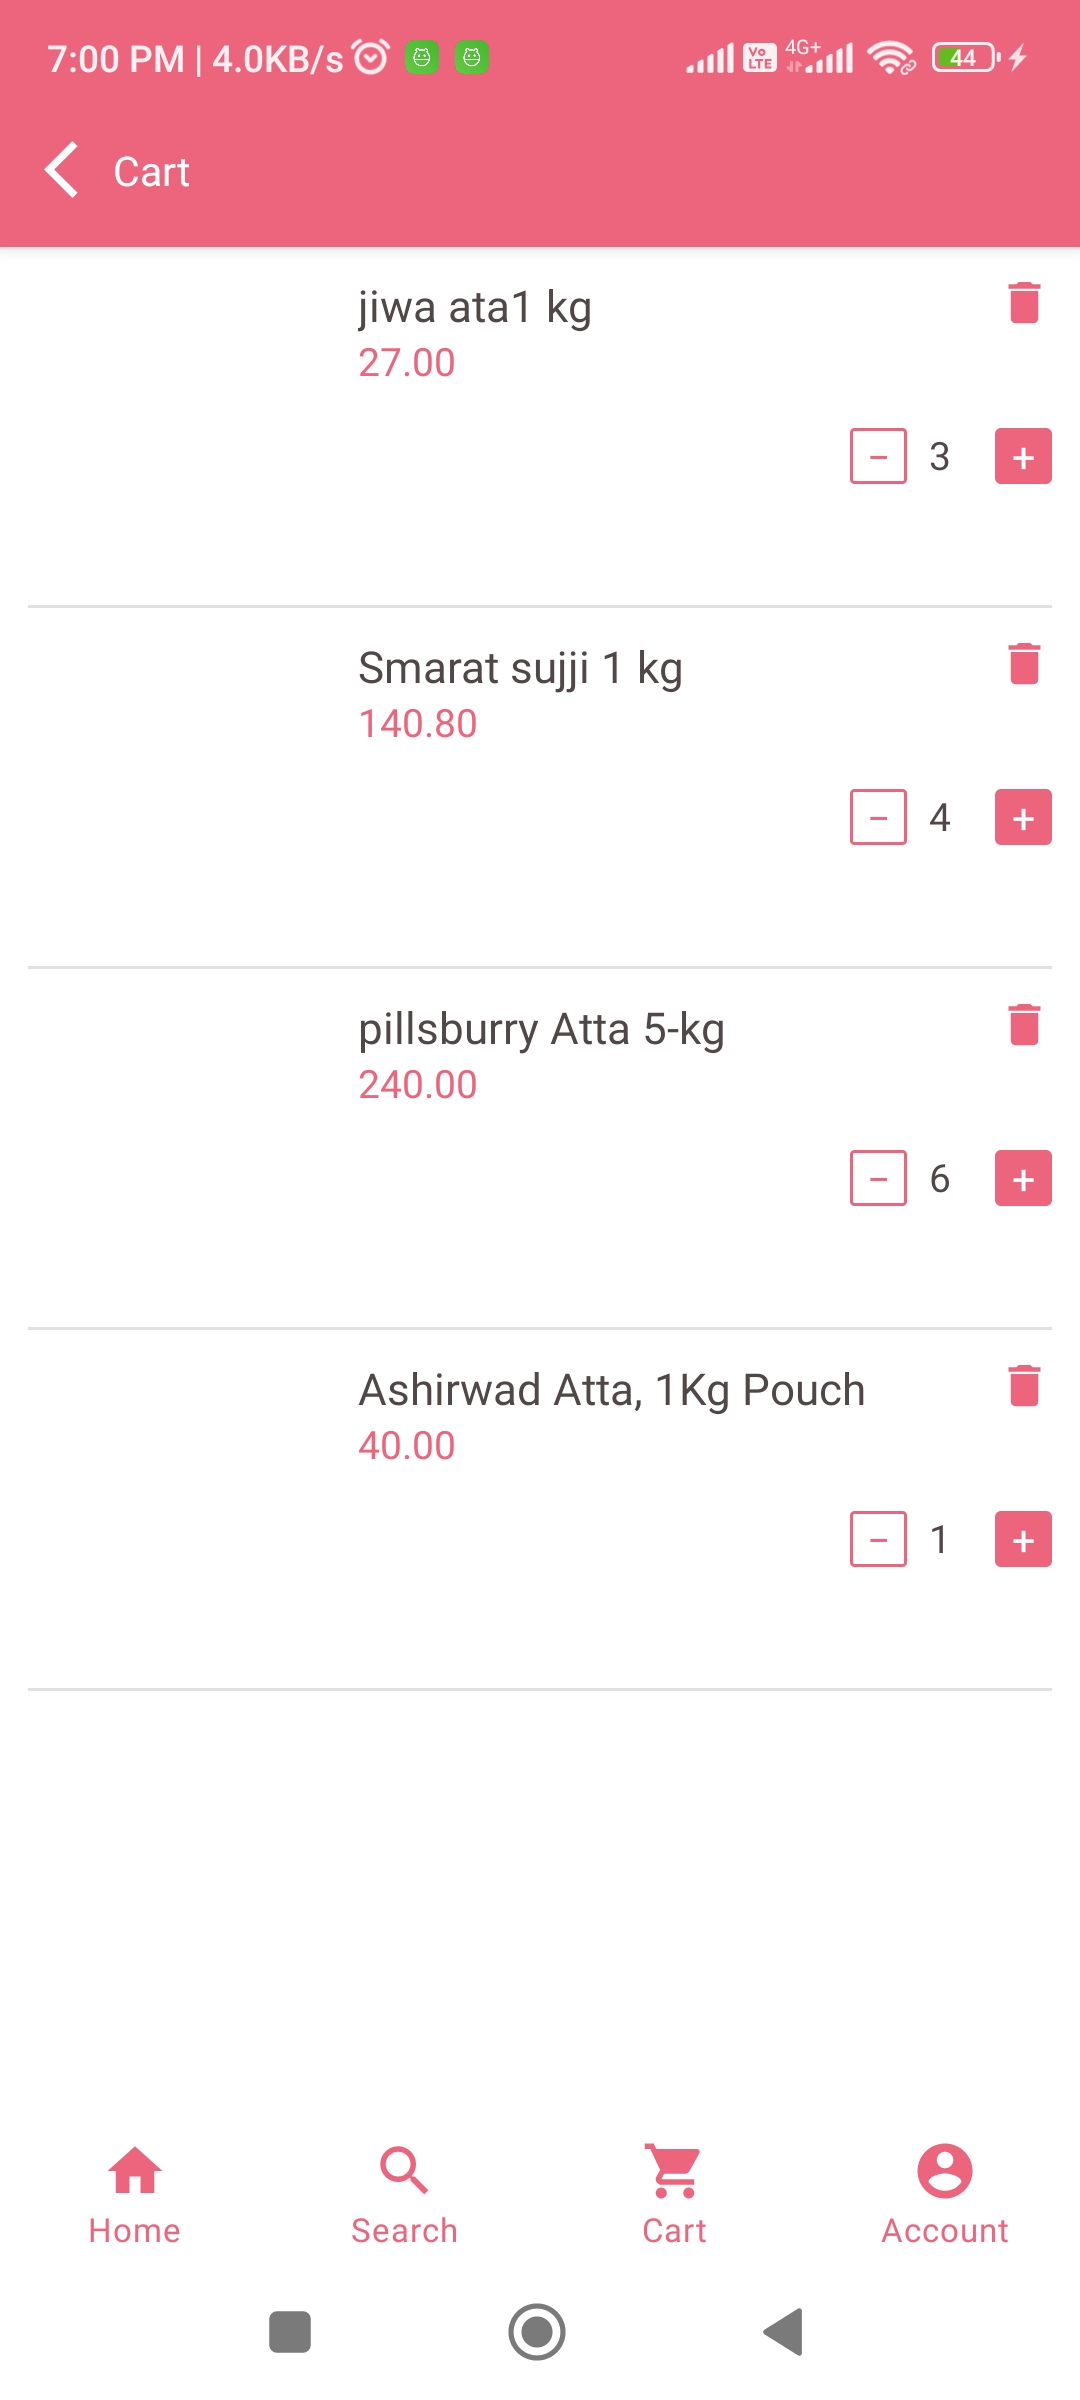 7:00 PM | 4.0KB/s Vo LTE 4G+ 44
Cart
jiwa ata1 kg
27.00
− 3 +
Smarat sujji 1 kg
140.80
− 4 +
pillsburry Atta 5-kg
240.00
− 6 +
Ashirwad Atta, 1Kg Pouch
40.00
− 1 +
Home Search Cart Account